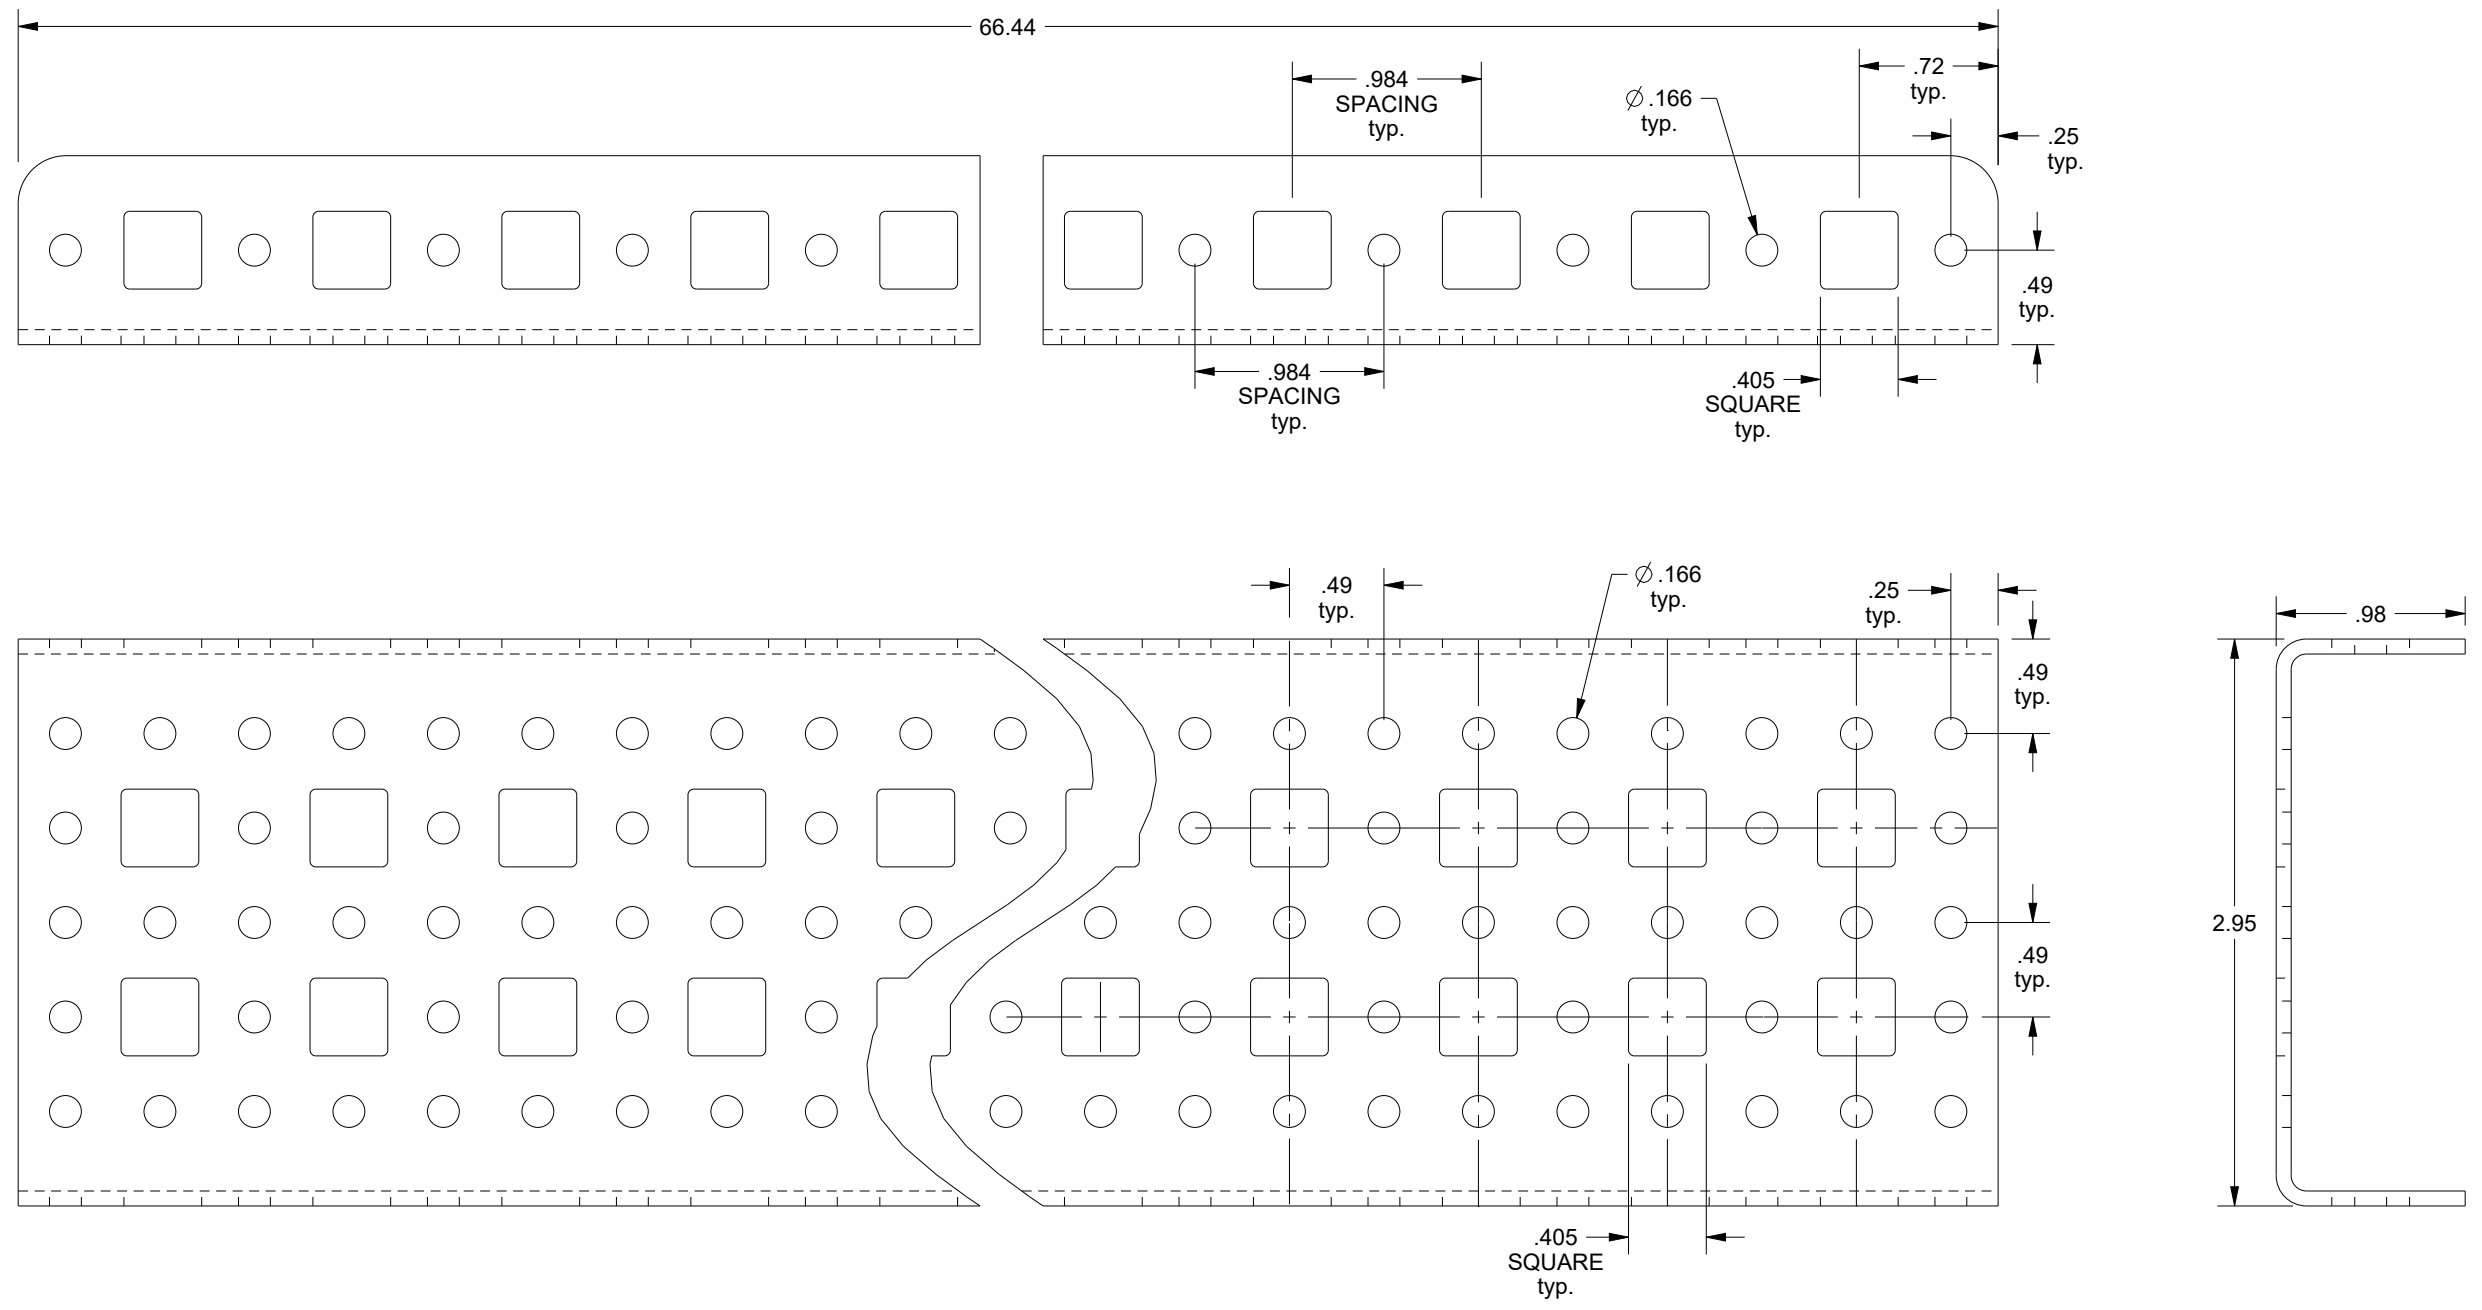 66.44
.984
SPACING
typ.
∅.166
typ.
.72
typ.
.25
typ.
.49
typ.
.984
SPACING
typ.
.405
SQUARE
typ.
.49
typ.
∅.166
typ.
.25
typ.
.98
.49
typ.
2.95
.49
typ.
.405
SQUARE
typ.